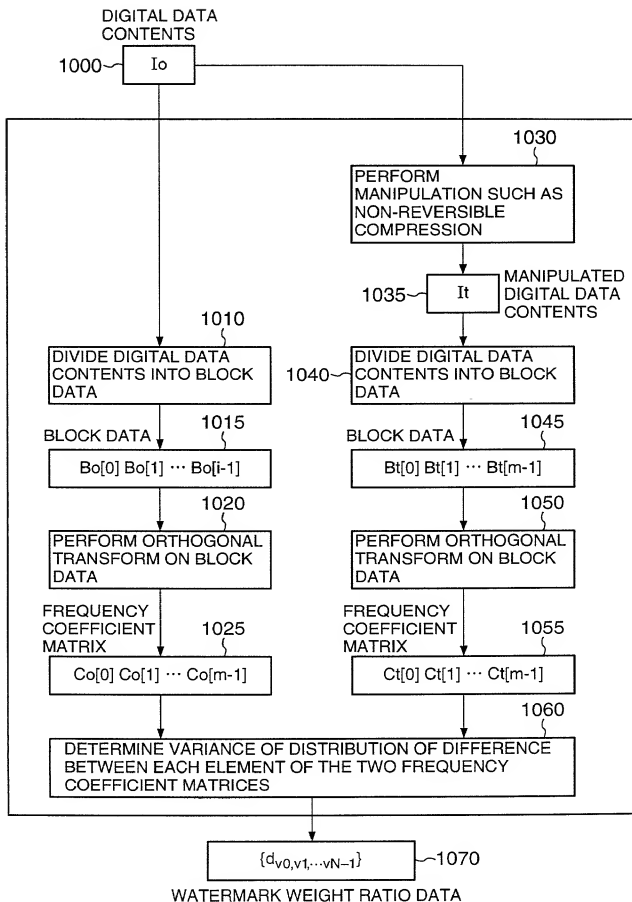 DIGITAL DATA
CONTENTS
1000
Io
1030
PERFORM
MANIPULATION SUCH AS
NON-REVERSIBLE
COMPRESSION
1035
It
MANIPULATED
DIGITAL DATA
CONTENTS
1010
DIVIDE DIGITAL DATA
CONTENTS INTO BLOCK
DATA
1040
DIVIDE DIGITAL DATA
CONTENTS INTO BLOCK
DATA
BLOCK DATA
1015
Bo[0] Bo[1] ··· Bo[i-1]
BLOCK DATA
1045
Bt[0] Bt[1] ··· Bt[m-1]
1020
PERFORM ORTHOGONAL
TRANSFORM ON BLOCK
DATA
1050
PERFORM ORTHOGONAL
TRANSFORM ON BLOCK
DATA
FREQUENCY
COEFFICIENT
MATRIX
1025
Co[0] Co[1] ··· Co[m-1]
FREQUENCY
COEFFICIENT
MATRIX
1055
Ct[0] Ct[1] ··· Ct[m-1]
1060
DETERMINE VARIANCE OF DISTRIBUTION OF DIFFERENCE
BETWEEN EACH ELEMENT OF THE TWO FREQUENCY
COEFFICIENT MATRICES
{dv0,v1,···vN–1}
1070
WATERMARK WEIGHT RATIO DATA